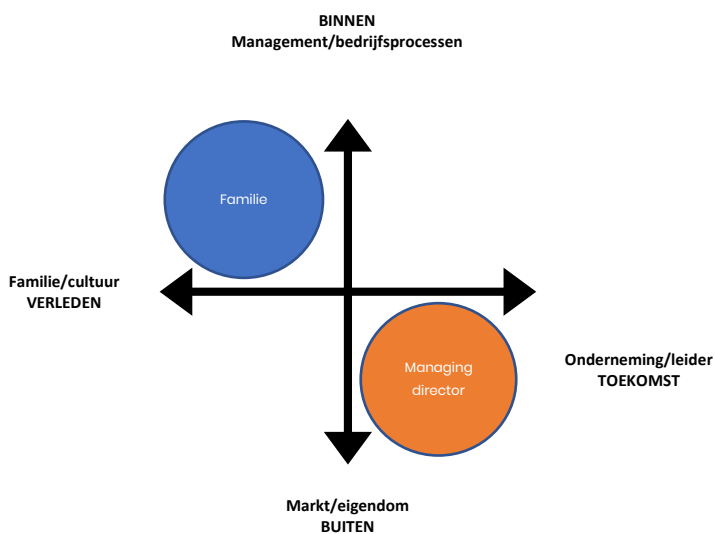 BINNEN
Management/bedrijfsprocessen
Familie
Familie/cultuur
VERLEDEN
Managing
director
Onderneming/leider
TOEKOMST
Markt/eigendom
BUITEN